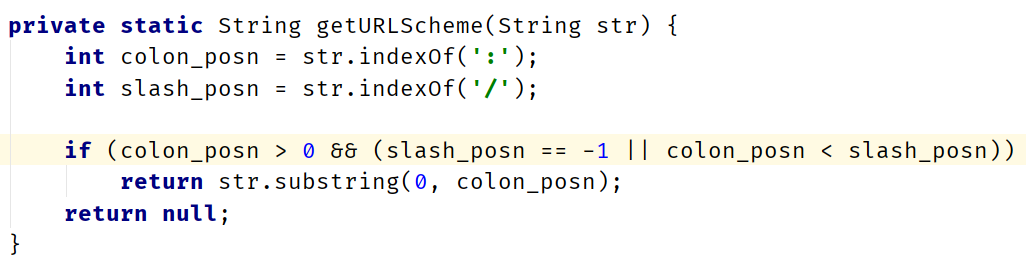 private static String getURLScheme(String str) {
    int colon_posn = str.indexOf(':');
    int slash_posn = str.indexOf('/');

    if (colon_posn > 0 && (slash_posn == -1 || colon_posn < slash_posn))
        return str.substring(0, colon_posn);
    return null;
}